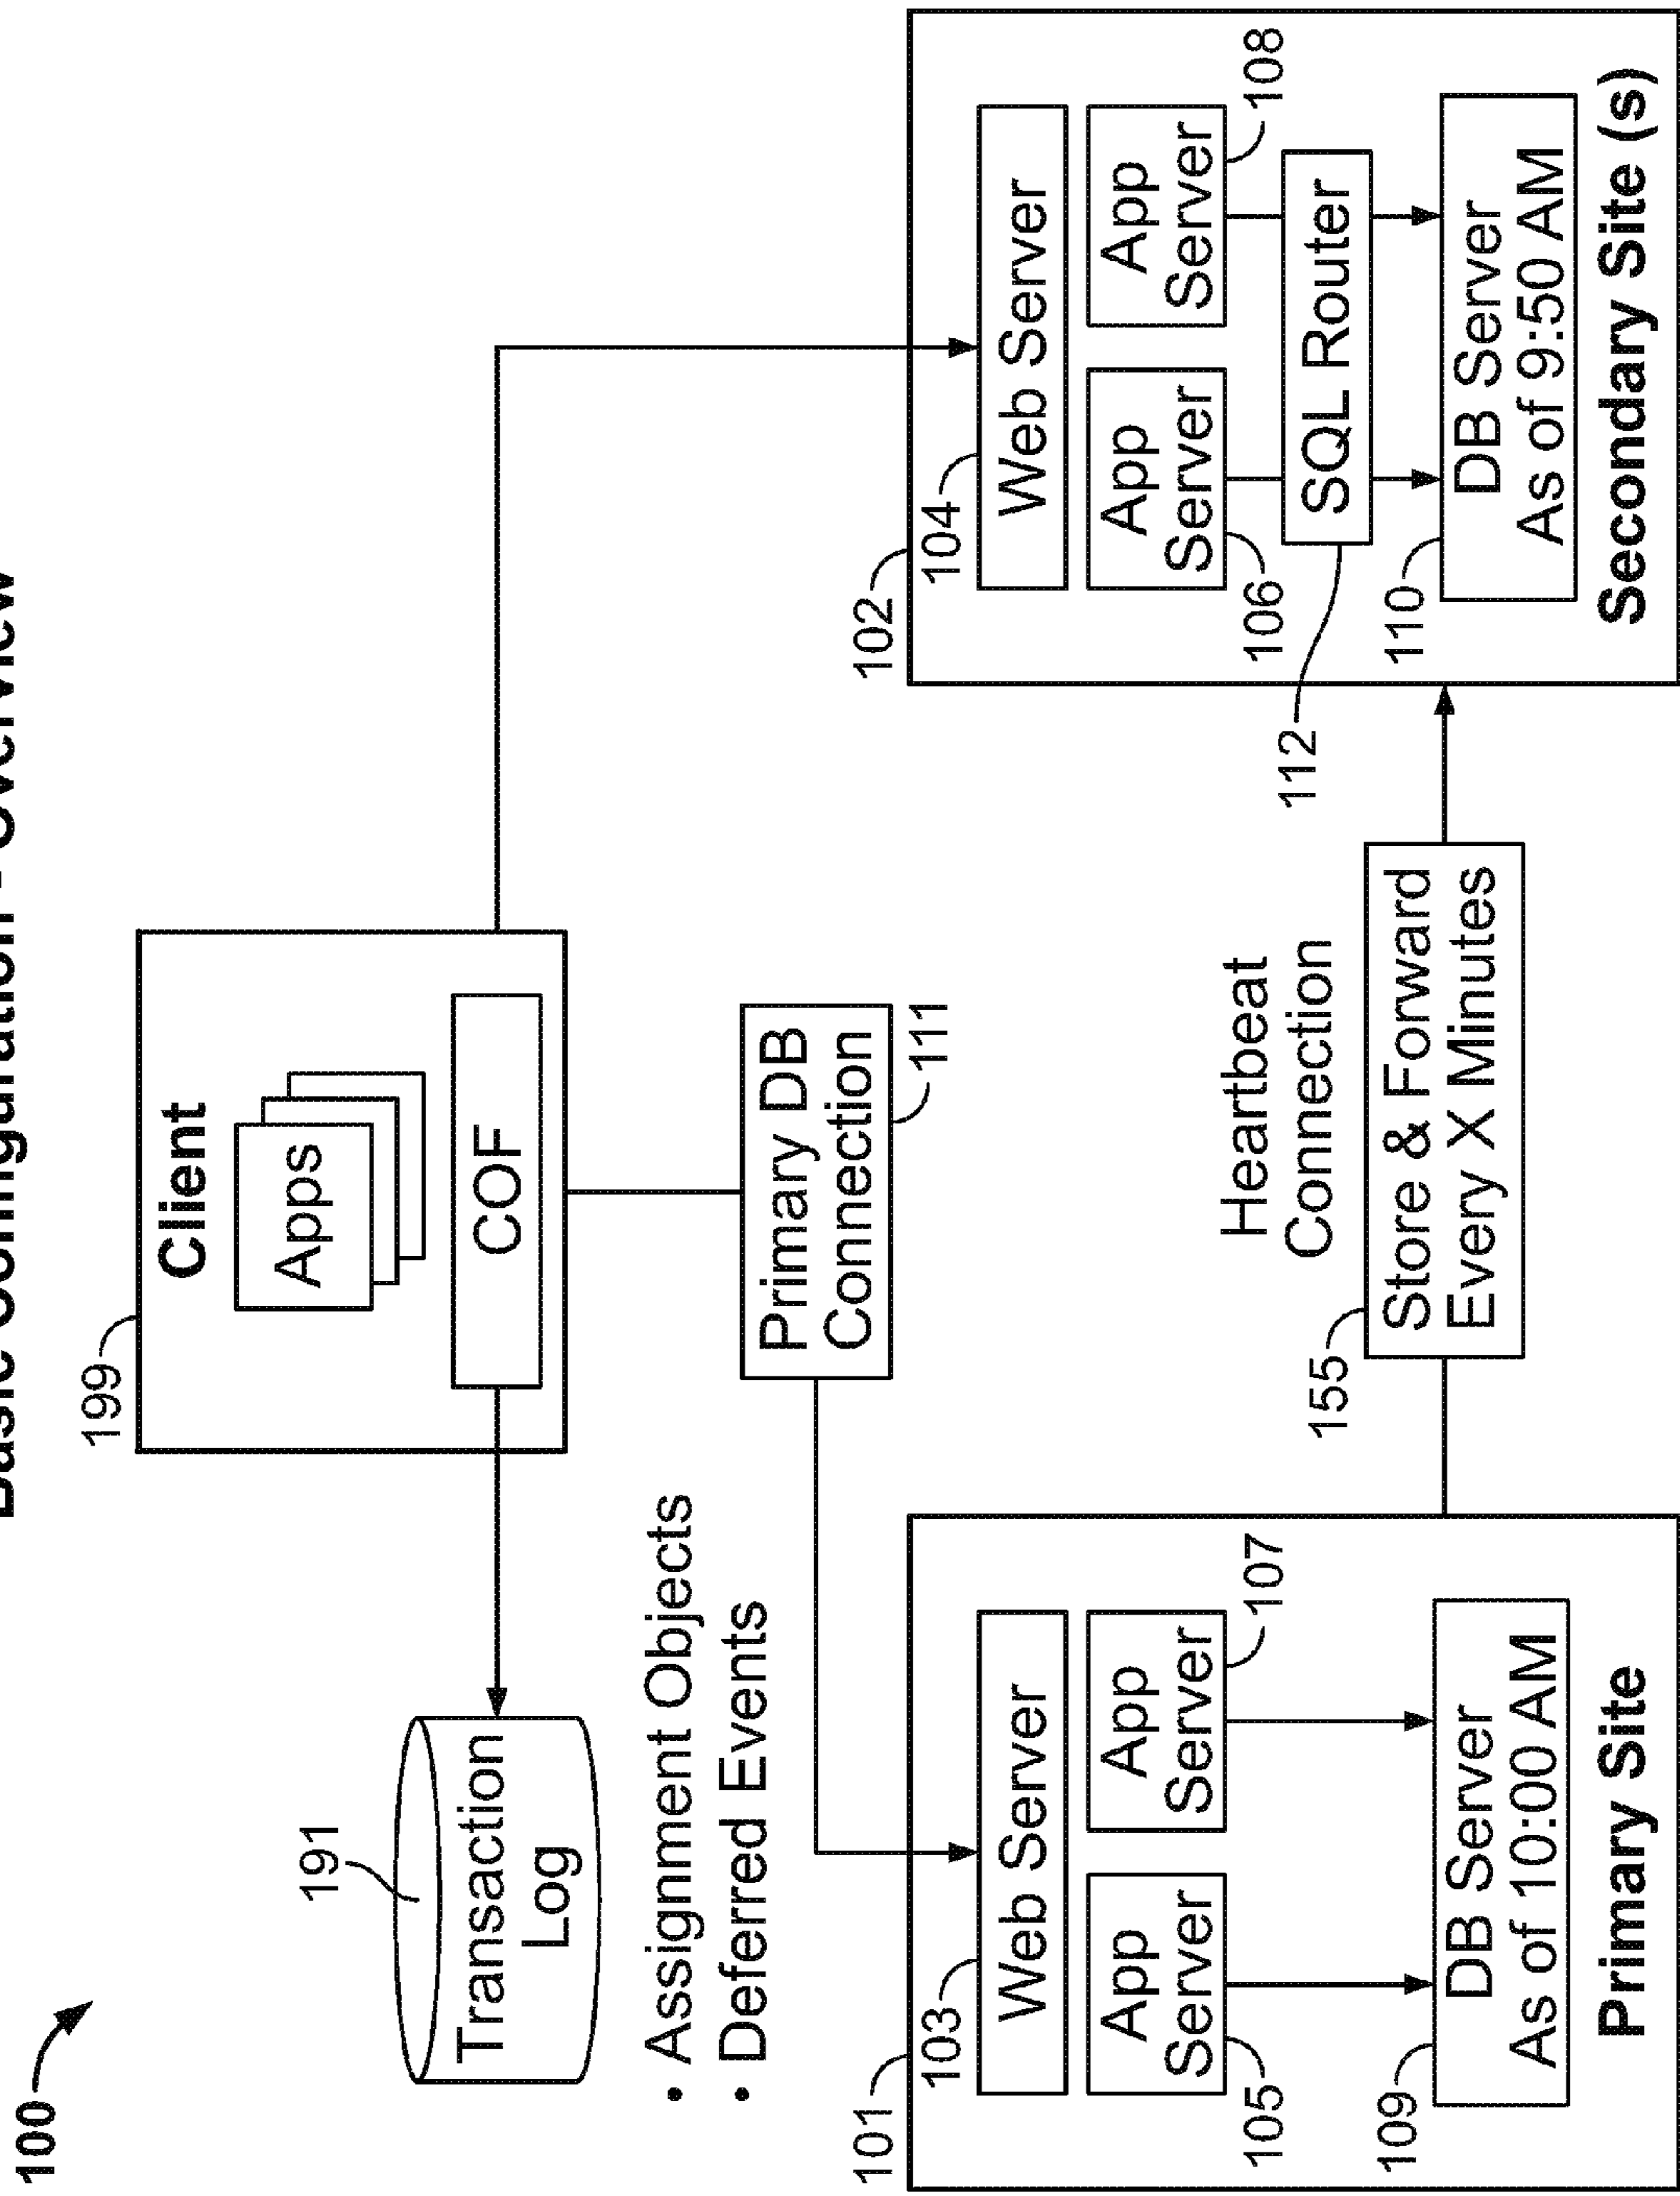 Basic Configuration - Overview
100
199
Client
Apps
COF
191
Transaction
Log
• Assignment Objects
• Deferred Events
Primary DB
Connection
111
101
103
Web Server
App
Server
105
App
Server
107
109
DB Server
As of 10:00 AM
Primary Site
Heartbeat
Connection
155
Store & Forward
Every X Minutes
102
104
Web Server
App
Server
106
App
Server
108
112
SQL Router
110
DB Server
As of 9:50 AM
Secondary Site (s)